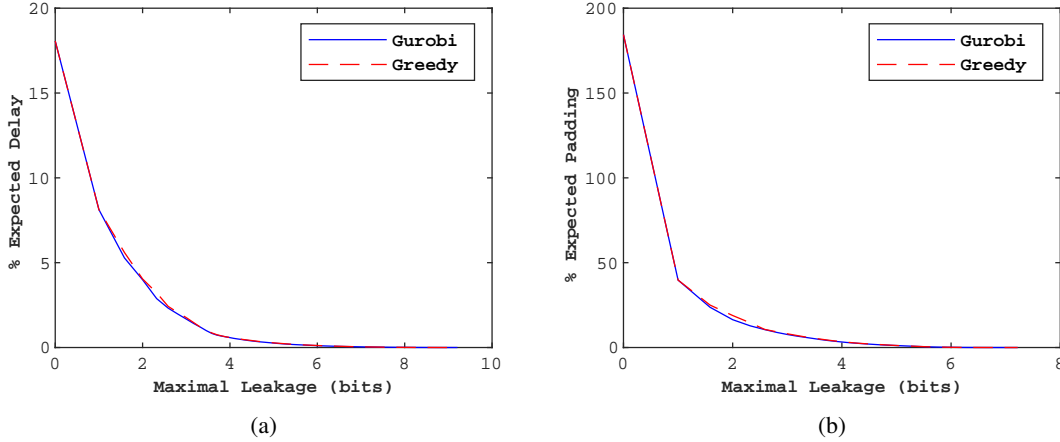 20
15
10
5
0
% Expected Delay
Gurobi
Greedy
0 2 4 6 8 10
Maximal Leakage (bits)
(a)
200
150
100
50
0
% Expected Padding
Gurobi
Greedy
0 2 4 6 8
Maximal Leakage (bits)
(b)